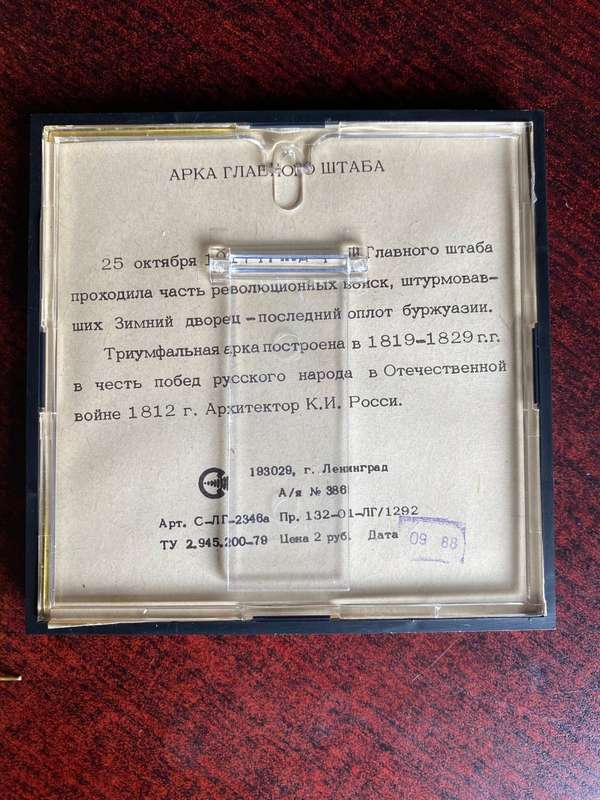 АРКА ГЛАВНОГО ШТАБА
25 октября Главного штаба
проходила часть революционных войск, штурмовав-
ших Зимний дворец – последний оплот буржуазии.
Триумфальная арка построена в 1819–1829 г.г.
в честь побед русского народа в Отечественной
войне 1812 г. Архитектор К.И. Росси.
193029, г. Ленинград
А/я № 386
Арт. С-ЛГ-2346а Пр. 132-01-ЛГ/1292
ТУ 2.945.200-79 Цена 2 руб. Дата 09 88